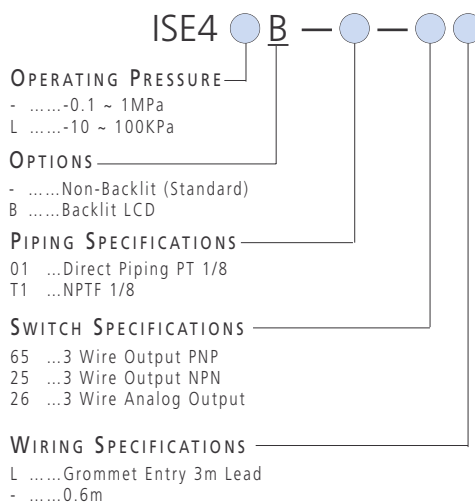 ISE4 B — —
OPERATING PRESSURE
- ......-0.1 ~ 1MPa
L ......-10 ~ 100KPa
OPTIONS
- ......Non-Backlit (Standard)
B ......Backlit LCD
PIPING SPECIFICATIONS
01 ...Direct Piping PT 1/8
T1 ...NPTF 1/8
SWITCH SPECIFICATIONS
65 ...3 Wire Output PNP
25 ...3 Wire Output NPN
26 ...3 Wire Analog Output
WIRING SPECIFICATIONS
L ......Grommet Entry 3m Lead
- ......0.6m